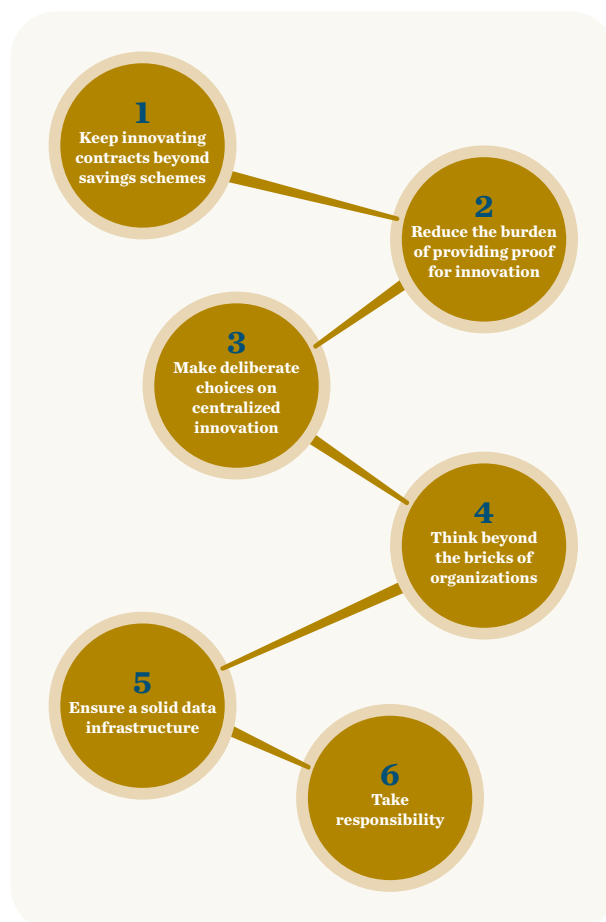 1
Keep innovating
contracts beyond
savings schemes
2
Reduce the burden
of providing proof
for innovation
3
Make deliberate
choices on
centralized
innovation
4
Think beyond
the bricks of
organizations
5
Ensure a solid data
infrastructure
6
Take
responsibility